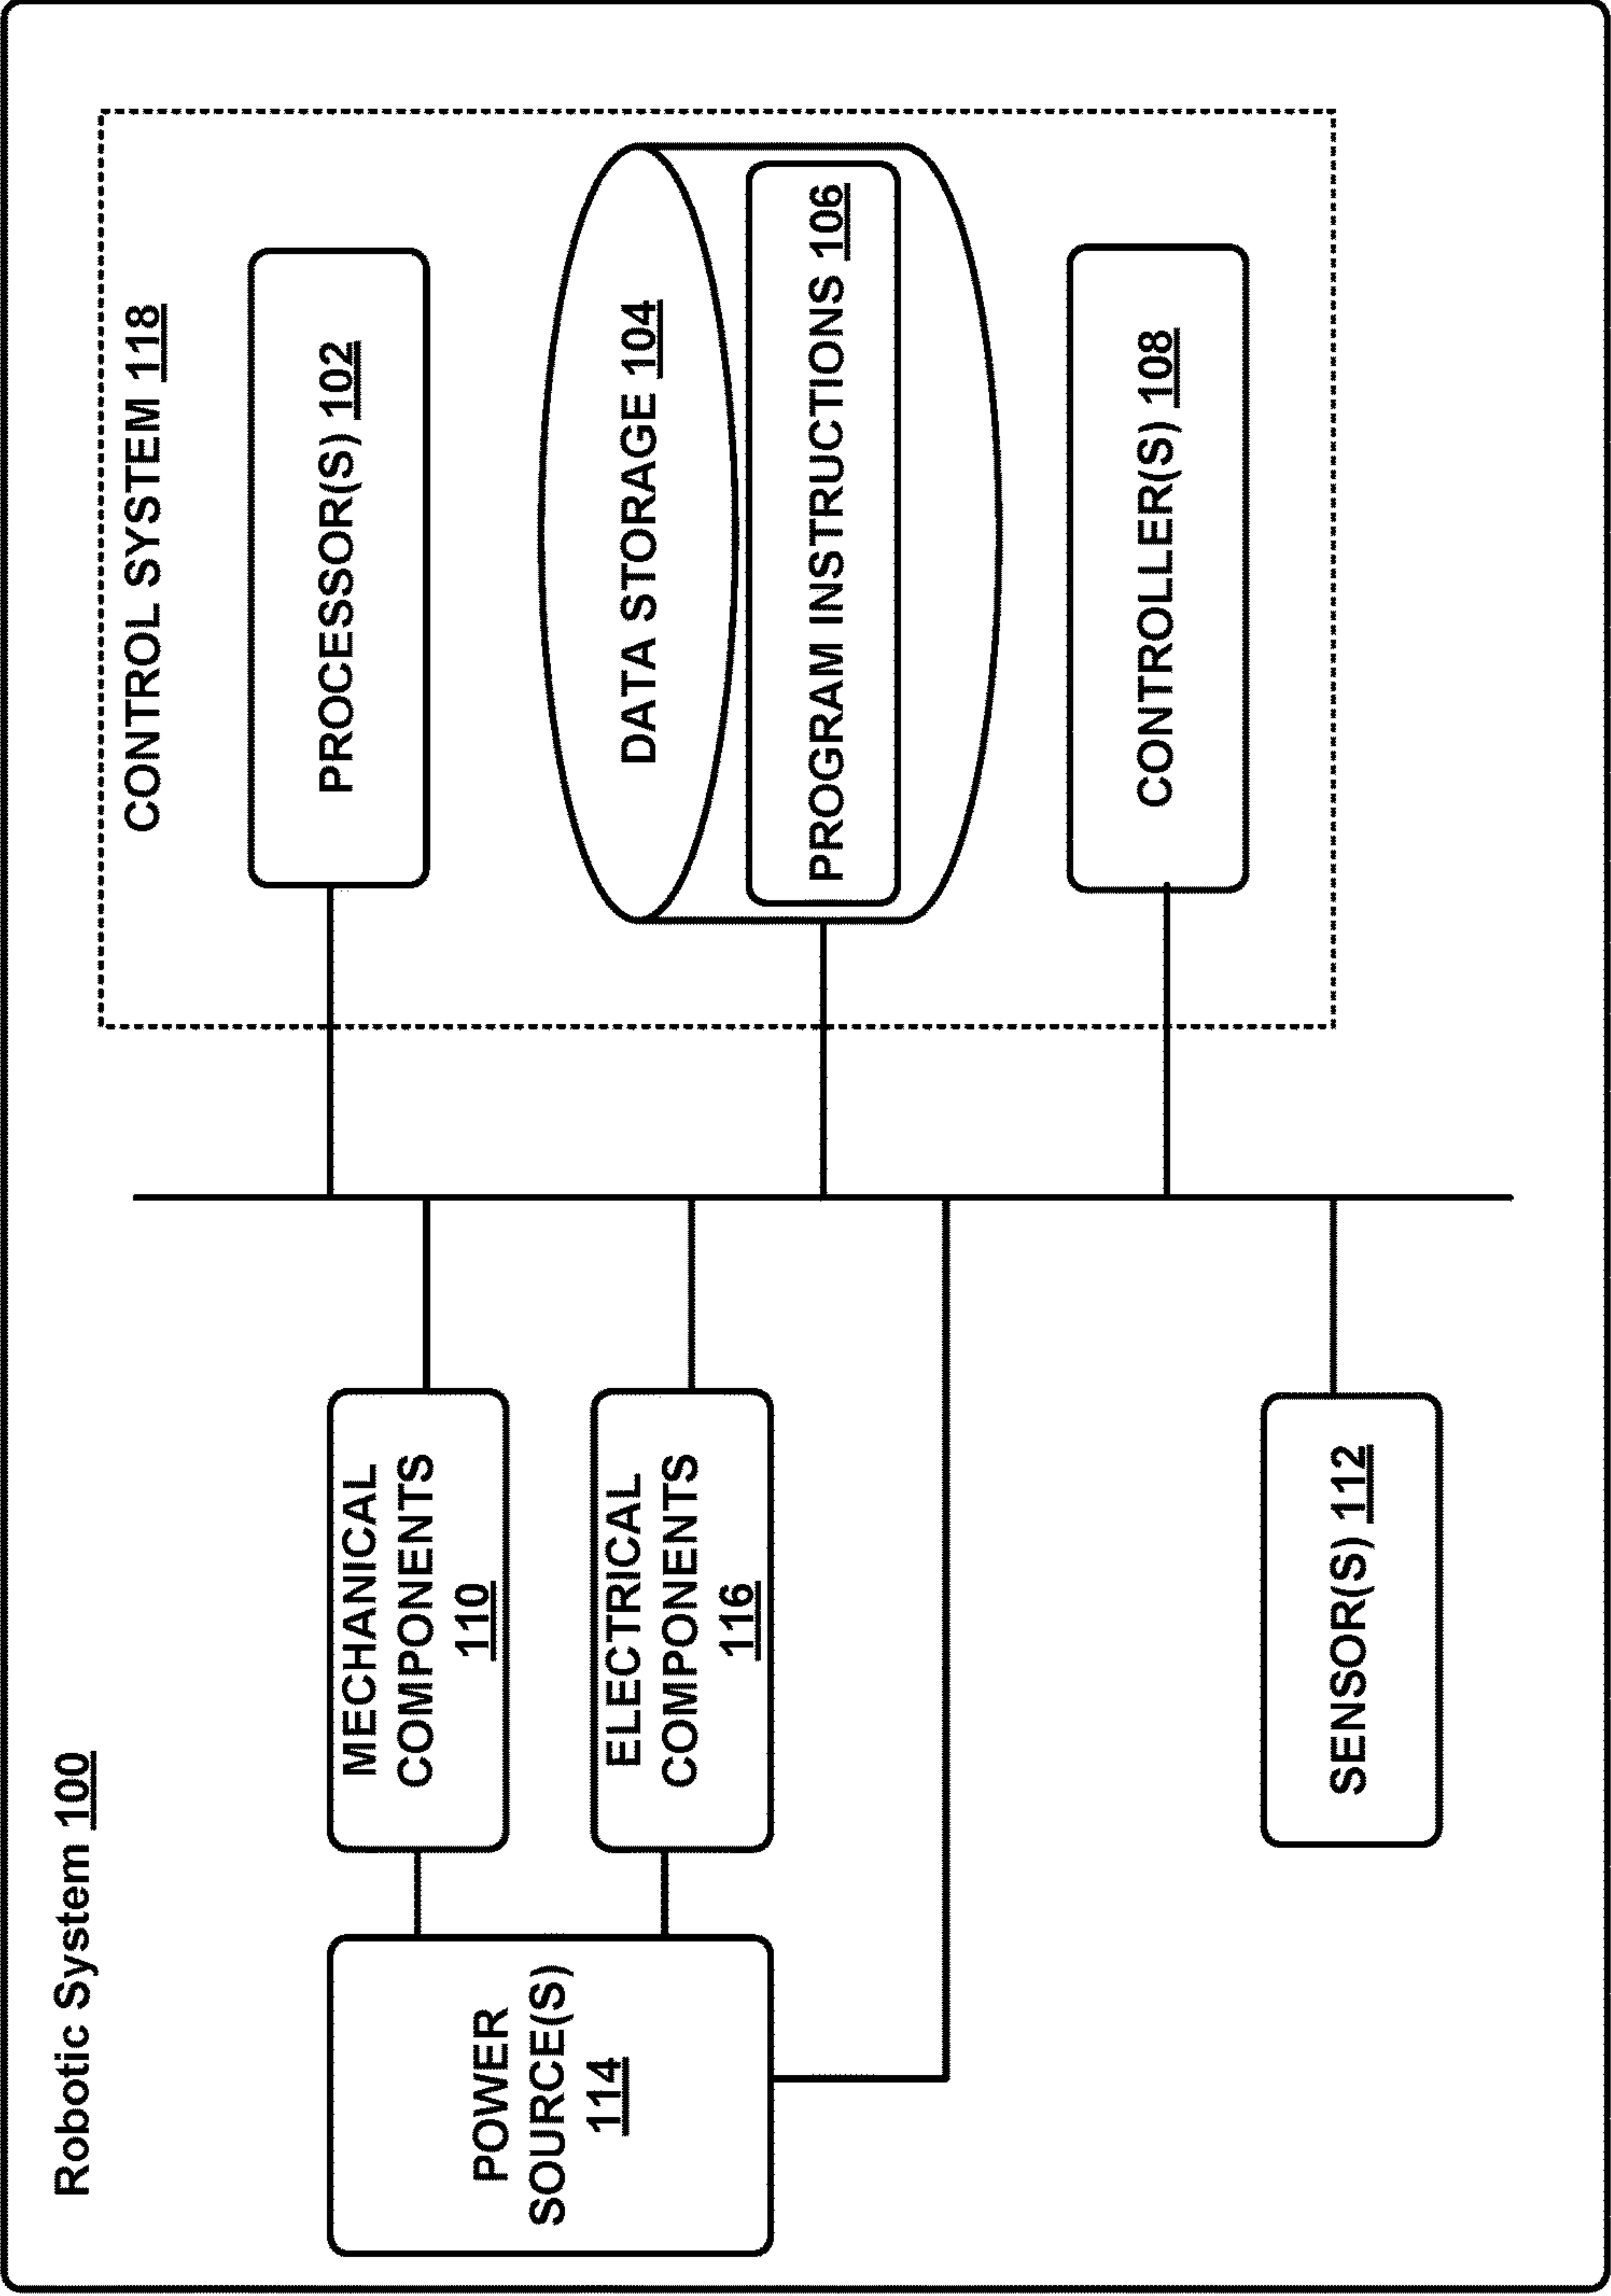 Robotic System 100
CONTROL SYSTEM 118
POWER
SOURCE(S)
114
MECHANICAL
COMPONENTS
110
ELECTRICAL
COMPONENTS
116
SENSOR(S) 112
PROCESSOR(S) 102
DATA STORAGE 104
PROGRAM INSTRUCTIONS 106
CONTROLLER(S) 108